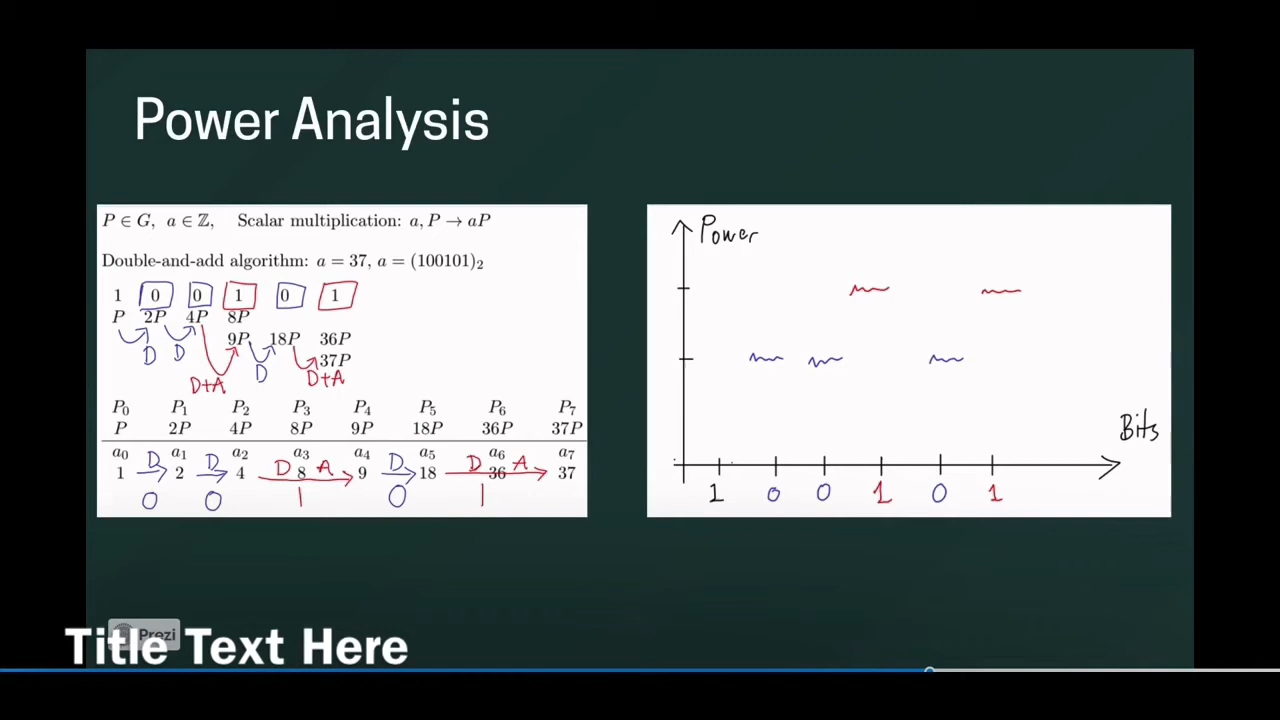 Power Analysis
P ∈ G, a ∈ ℤ, Scalar multiplication: a, P → aP
Double-and-add algorithm: a = 37, a = (100101)₂
1 0 0 1 0 1
P 2P 4P 8P
9P 18P 36P
D D D 37P
D+A D+A
P₀ P₁ P₂ P₃ P₄ P₅ P₆ P₇
P 2P 4P 8P 9P 18P 36P 37P
a₀ D a₁ D a₂ a₃ a₄ D a₅ a₆ a₇
1 2 4 D 8 A 9 18 D 36 A 37
0 0 1 0 1
Power
Bits
1 0 0 1 0 1
Prezi
Title Text Here